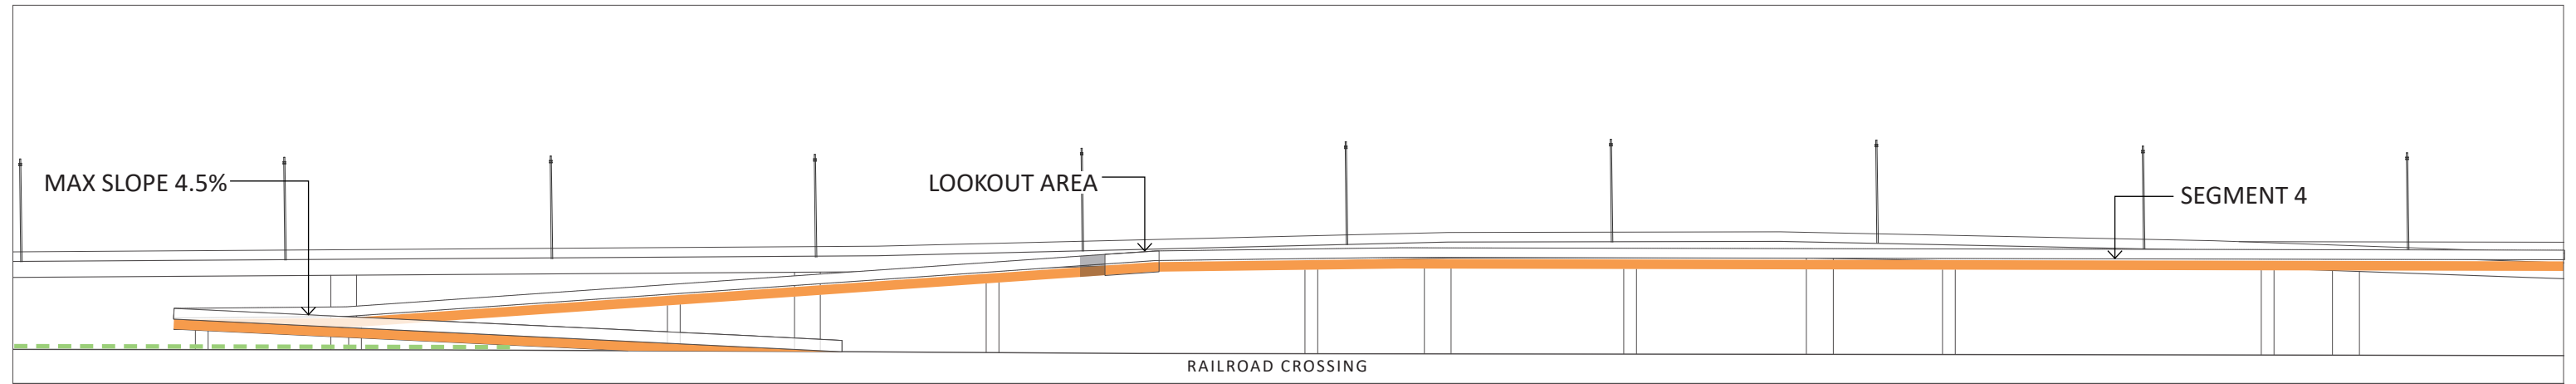 MAX SLOPE 4.5%
LOOKOUT AREA
SEGMENT 4
RAILROAD CROSSING